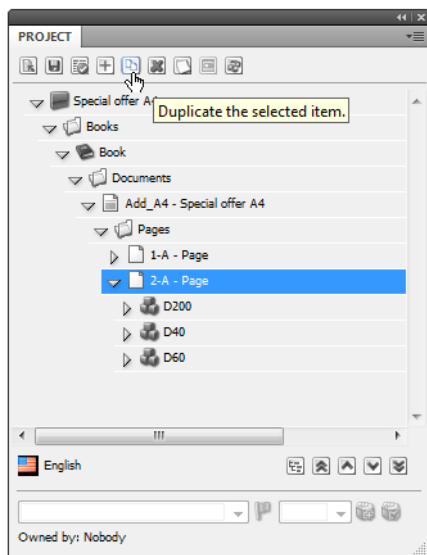 PROJECT
Special offer A4
Duplicate the selected item.
Books
Book
Documents
Add_A4 - Special offer A4
Pages
1-A - Page
2-A - Page
D200
D40
D60
English
Owned by: Nobody